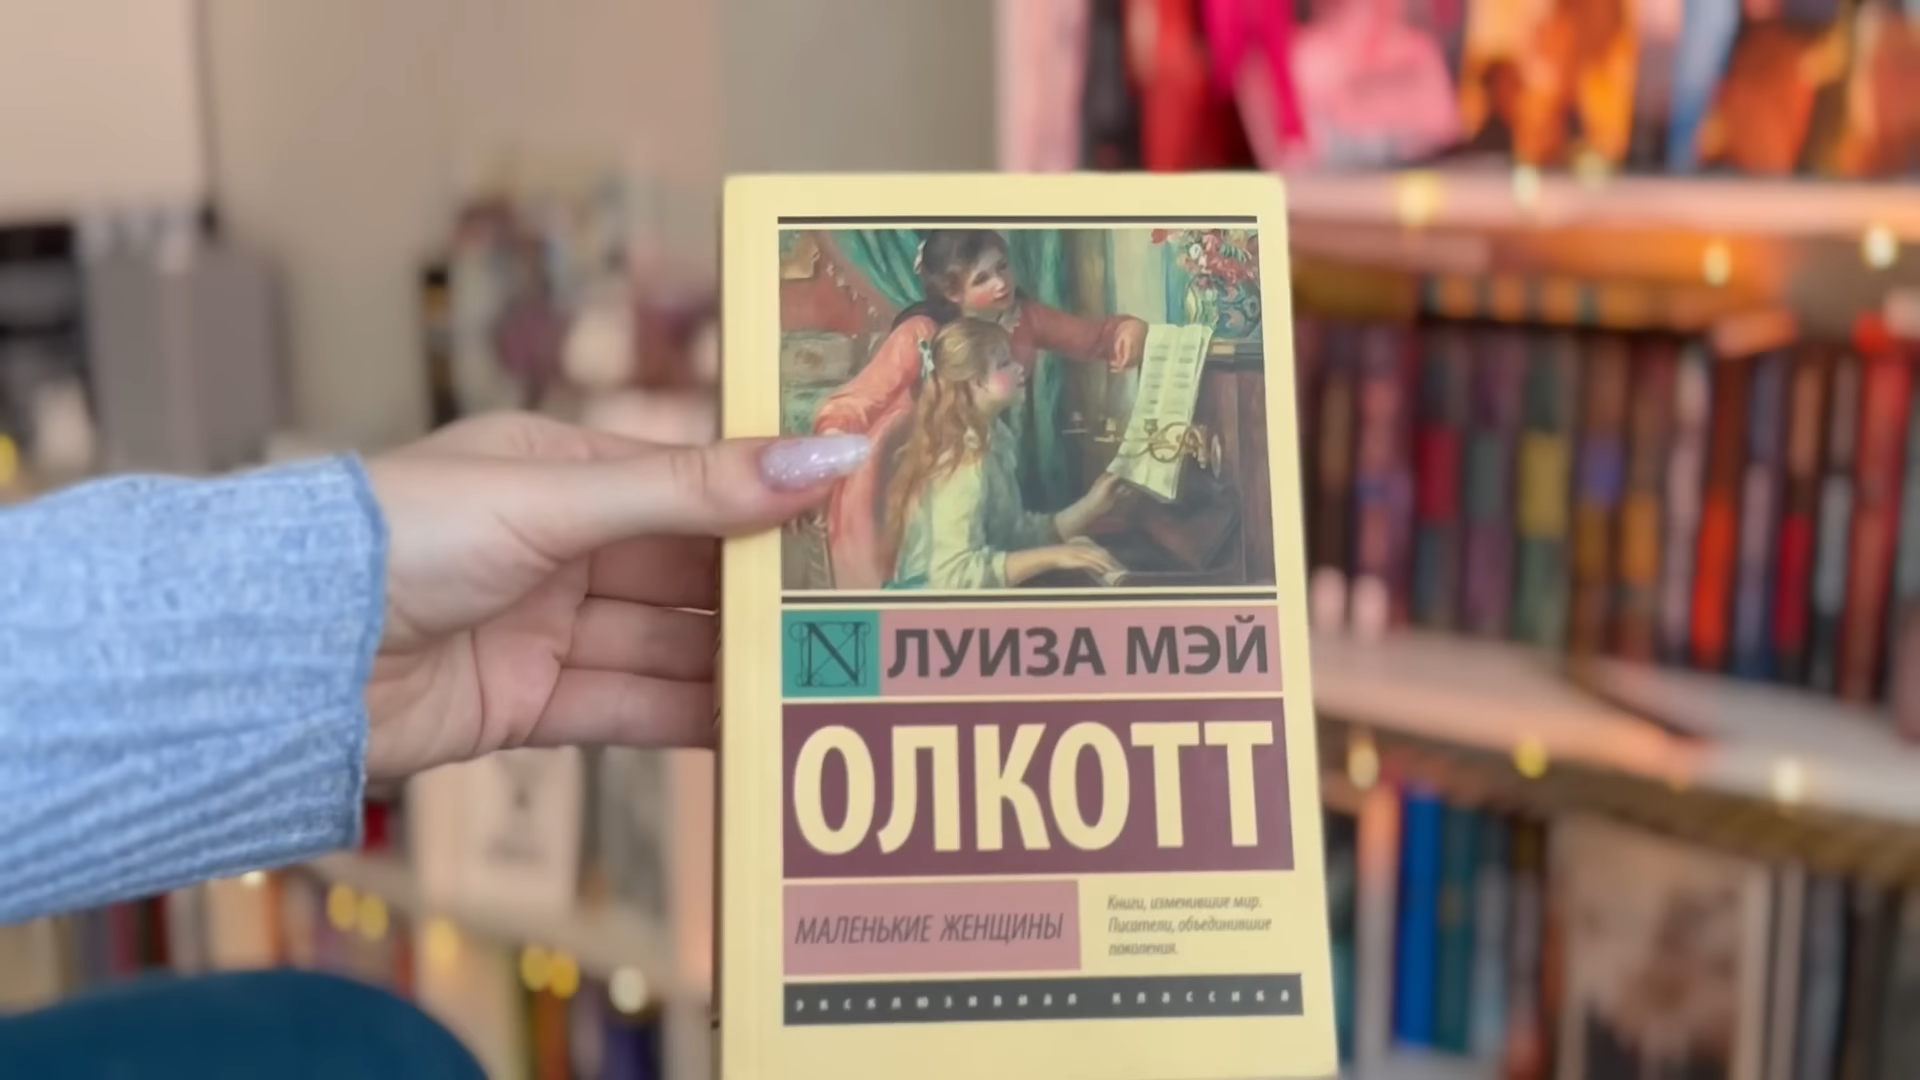 N ЛУИЗА МЭЙ
ОЛКОТТ
МАЛЕНЬКИЕ ЖЕНЩИНЫ
Книги, изменившие мир.
Писатели, объединившие
поколения.
эксклюзивная классика